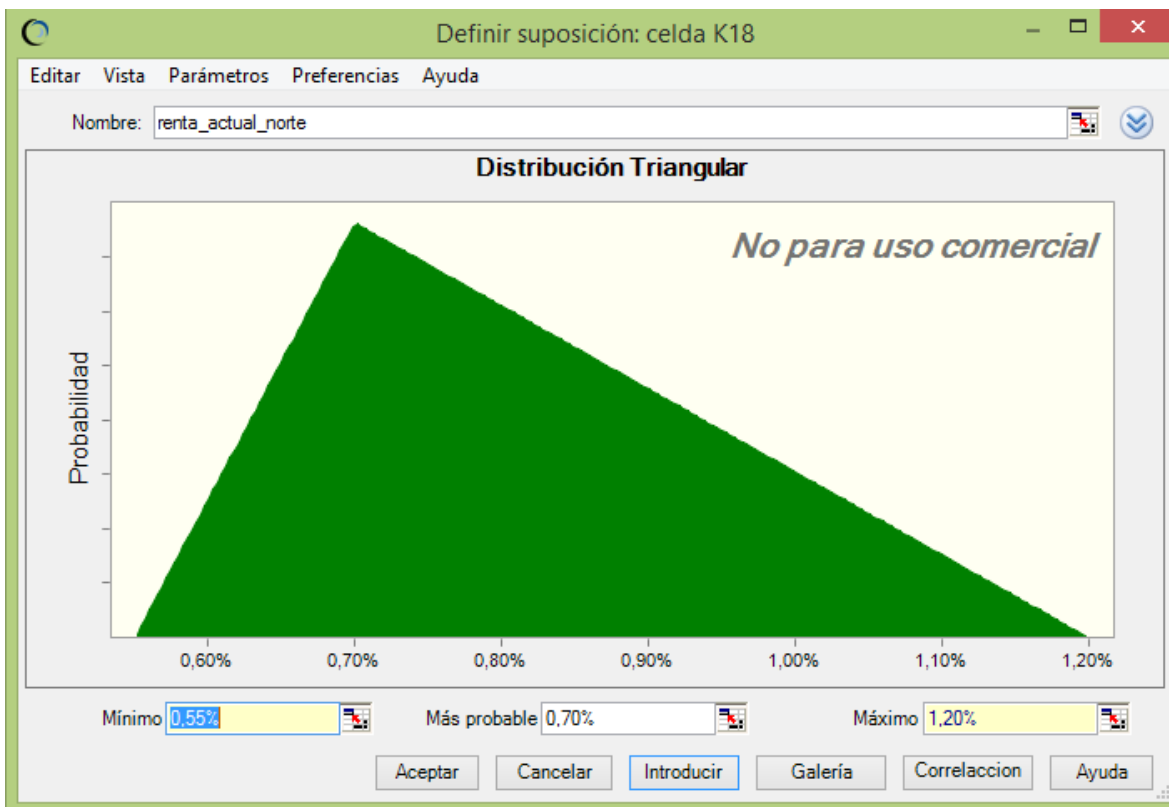 Definir suposición: celda K18
Editar Vista Parámetros Preferencias Ayuda
Nombre: renta_actual_norte
Distribución Triangular
No para uso comercial
Probabilidad
0,60% 0,70% 0,80% 0,90% 1,00% 1,10% 1,20%
Mínimo 0,55% Más probable 0,70% Máximo 1,20%
Aceptar Cancelar Introducir Galería Correlaccion Ayuda